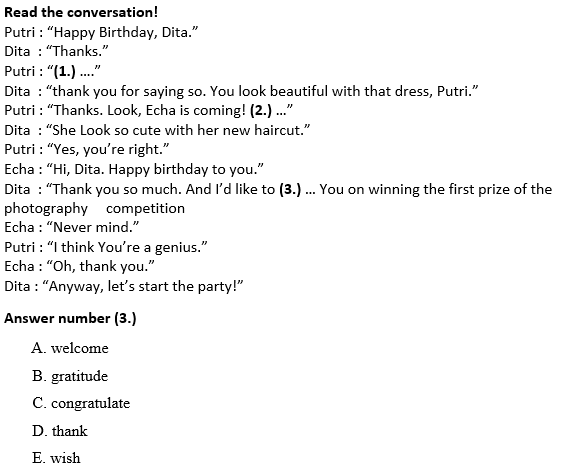 Read the conversation!
Putri : “Happy Birthday, Dita.”
Dita : “Thanks.”
Putri : “(1.) ....”
Dita : “thank you for saying so. You look beautiful with that dress, Putri.”
Putri : “Thanks. Look, Echa is coming! (2.) ...”
Dita : “She Look so cute with her new haircut.”
Putri : “Yes, you’re right.”
Echa : “Hi, Dita. Happy birthday to you.”
Dita : “Thank you so much. And I’d like to (3.) ... You on winning the first prize of the
photography competition
Echa : “Never mind.”
Putri : “I think You’re a genius.”
Echa : “Oh, thank you.”
Dita : “Anyway, let’s start the party!”
Answer number (3.)
A. welcome
B. gratitude
C. congratulate
D. thank
E. wish